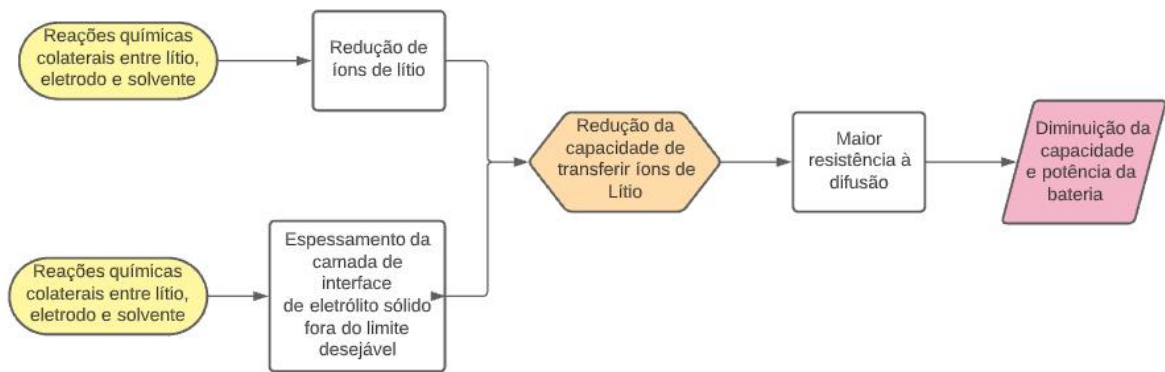 Reações químicas
colaterais entre lítio,
eletrodo e solvente
Redução de
íons de lítio
Redução da
capacidade de
transferir íons de
Lítio
Maior
resistência à
difusão
Diminuição da
capacidade
e potência da
bateria
Reações químicas
colaterais entre lítio,
eletrodo e solvente
Espessamento da
camada de
interface
de eletrólito sólido
fora do limite
desejável